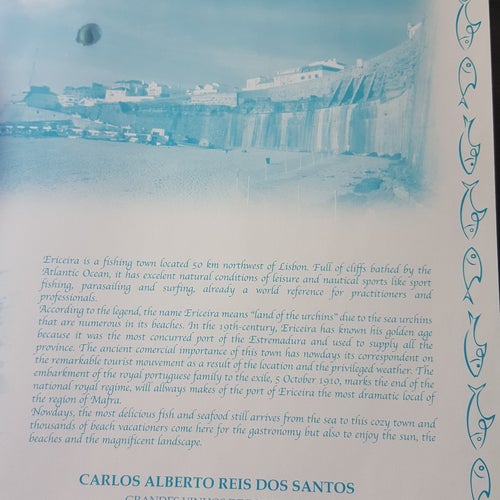 Ericeira is a fishing town located 50 km northwest of Lisbon. Full of cliffs bathed by the
Atlantic Ocean, it has excelent natural conditions of leisure and nautical sports like sport
fishing, parasailing and surfing, already a world reference for practitioners and
professionals.
According to the legend, the name Ericeira means "land of the urchins" due to the sea urchins
that are numerous in its beaches. In the 19th-century, Ericeira has known his golden age
because it was the most concurred port of the Estremadura and used to supply all the
province. The ancient comercial importance of this town has nowdays its correspondent on
the remarkable tourist mouvement as a result of the location and the privileged weather. The
embarkment of the royal portuguese family to the exile, 5 October 1910, marks the end of the
national royal regime, will allways makes of the port of Ericeira the most dramatic local of
the region of Mafra.
Nowdays, the most delicious fish and seafood still arrives from the sea to this cozy town and
thousands of beach vacationers come here for the gastronomy but also to enjoy the sun, the
beaches and the magnificent landscape.
CARLOS ALBERTO REIS DOS SANTOS